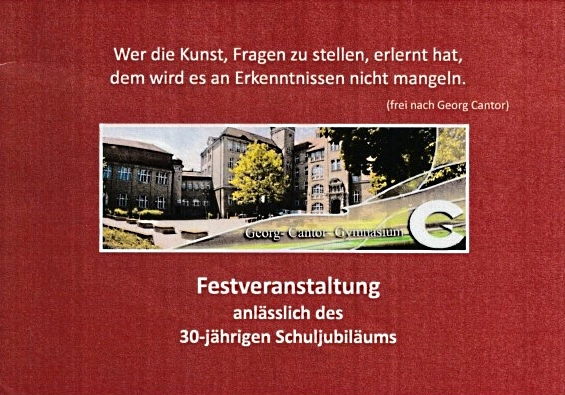 Wer die Kunst, Fragen zu stellen, erlernt hat,
dem wird es an Erkenntnissen nicht mangeln.
(frei nach Georg Cantor)
Georg- Cantor- Gymnasium
C
Festveranstaltung
anlässlich des
30-jährigen Schuljubiläums